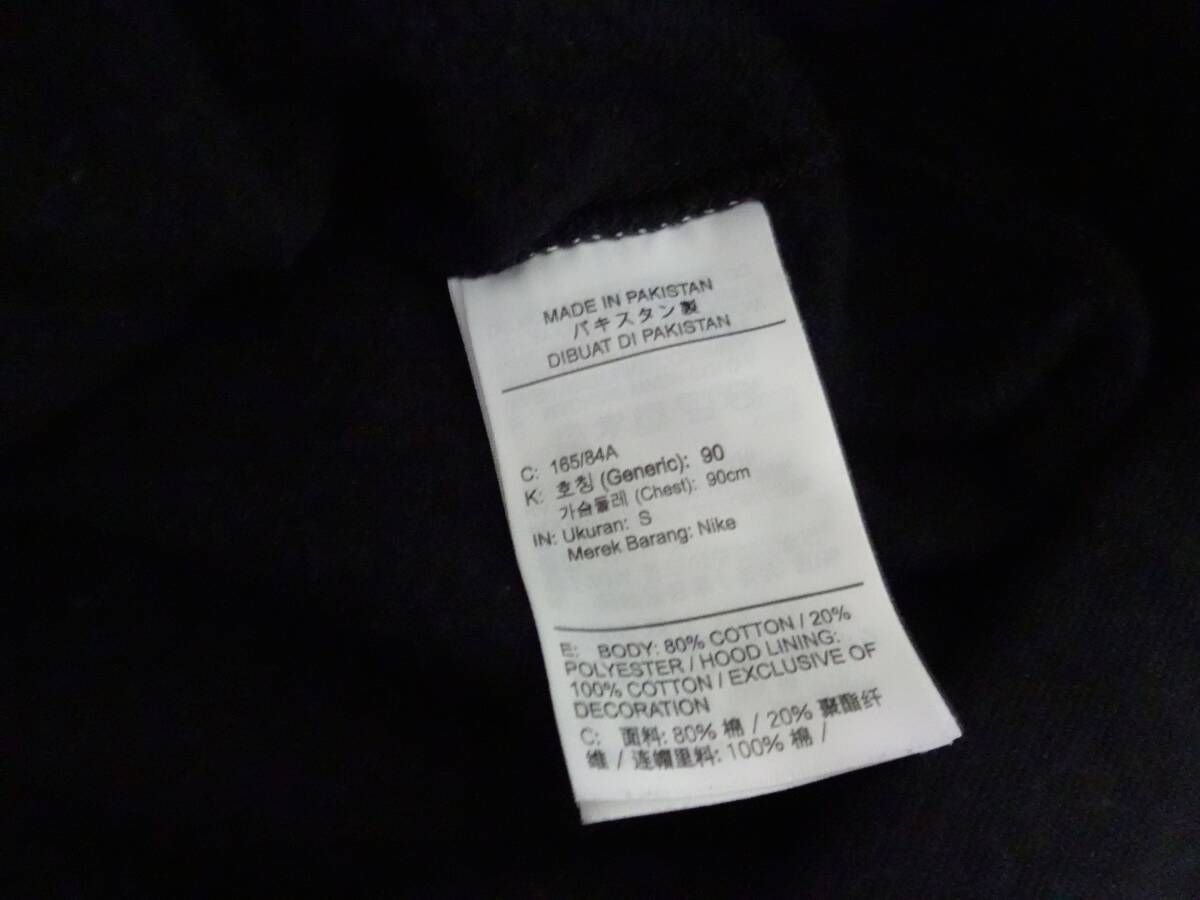 MADE IN PAKISTAN
パキスタン製
DIBUAT DI PAKISTAN
C: 165/84A
K: 호칭 (Generic): 90
가슴둘레 (Chest): 90cm
IN: Ukuran: S
Merek Barang: Nike
E: BODY: 80% COTTON / 20%
POLYESTER / HOOD LINING:
100% COTTON / EXCLUSIVE OF
DECORATION
C: 面料: 80% 棉 / 20% 聚酯纤
维 / 连帽里料: 100% 棉 /